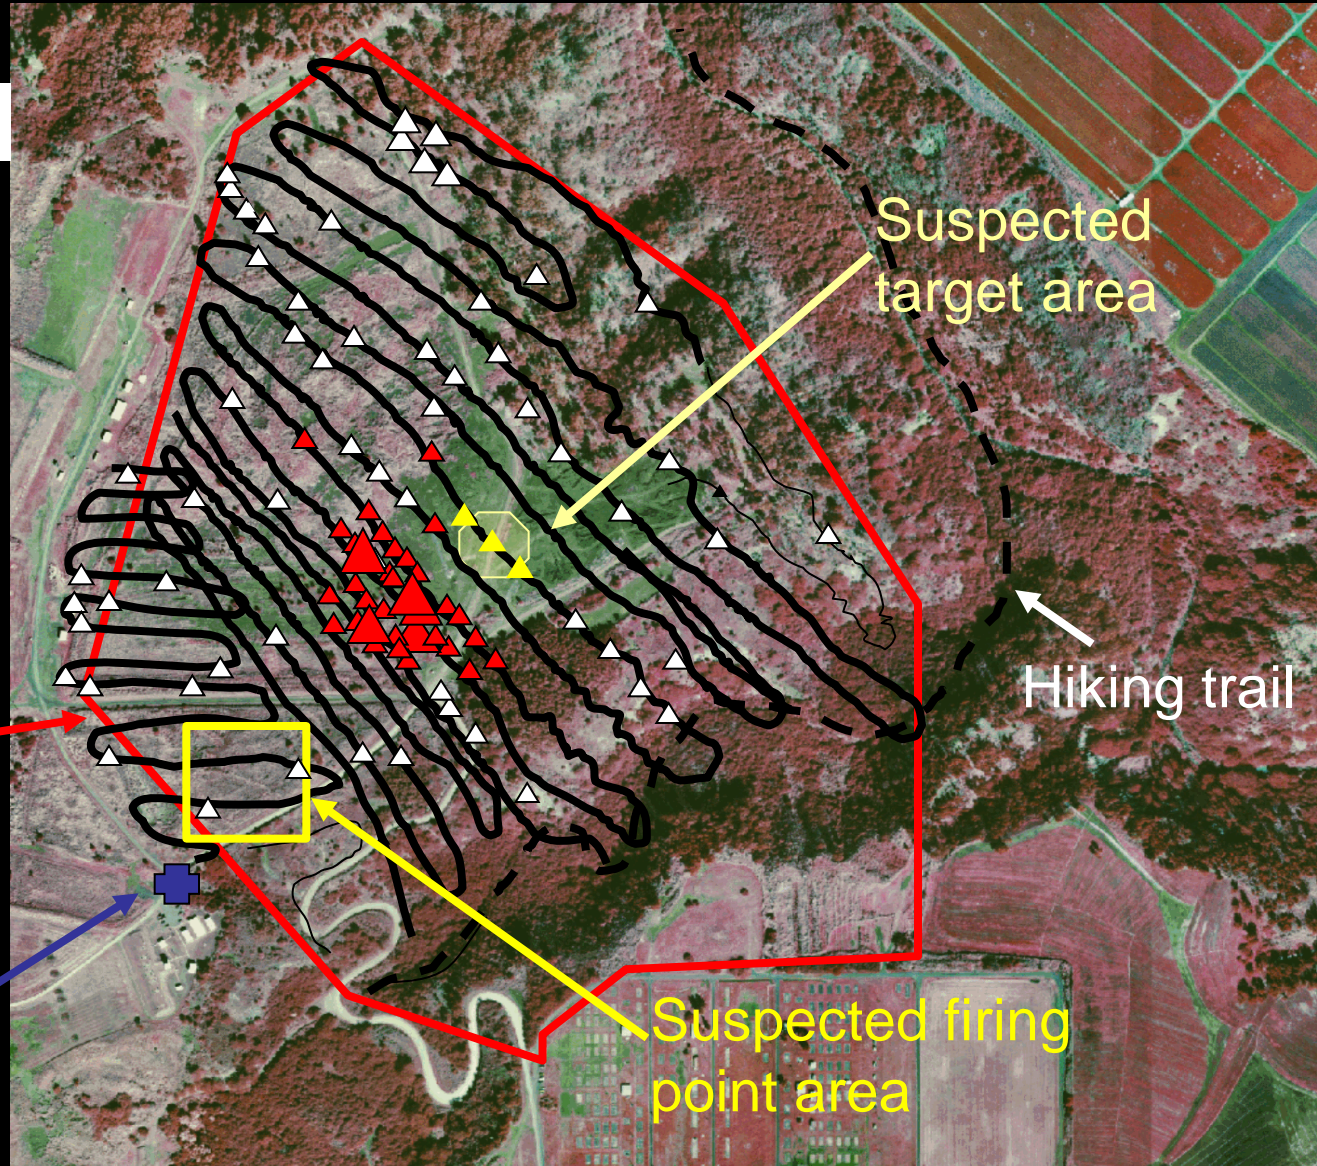 Suspected
target area
Hiking trail
Suspected firing
point area